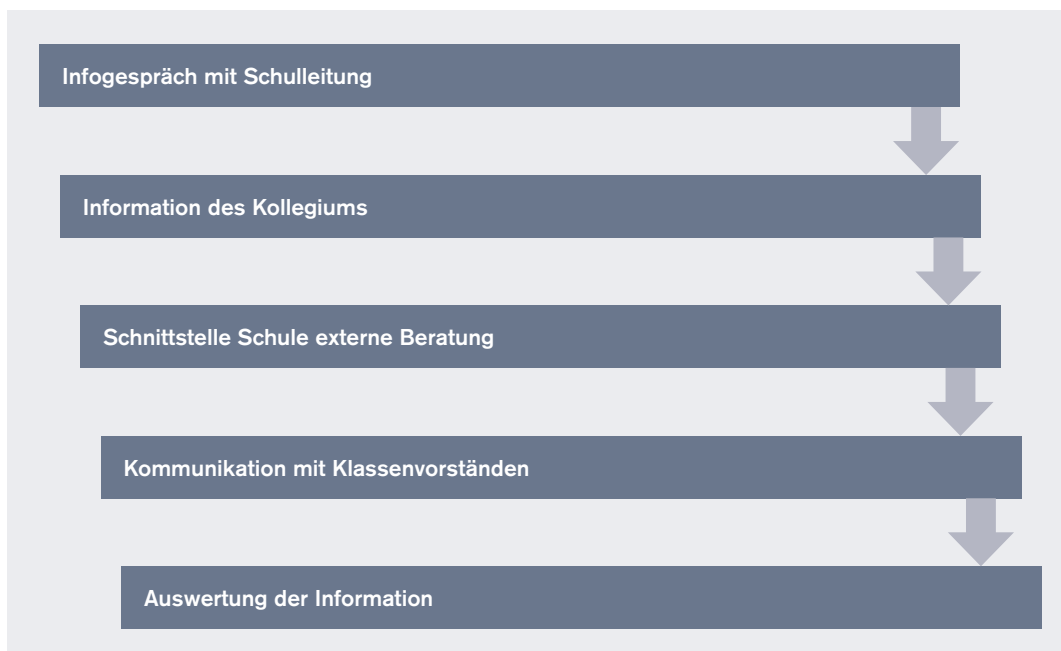 Infogespräch mit Schulleitung
Information des Kollegiums
Schnittstelle Schule externe Beratung
Kommunikation mit Klassenvorständen
Auswertung der Information